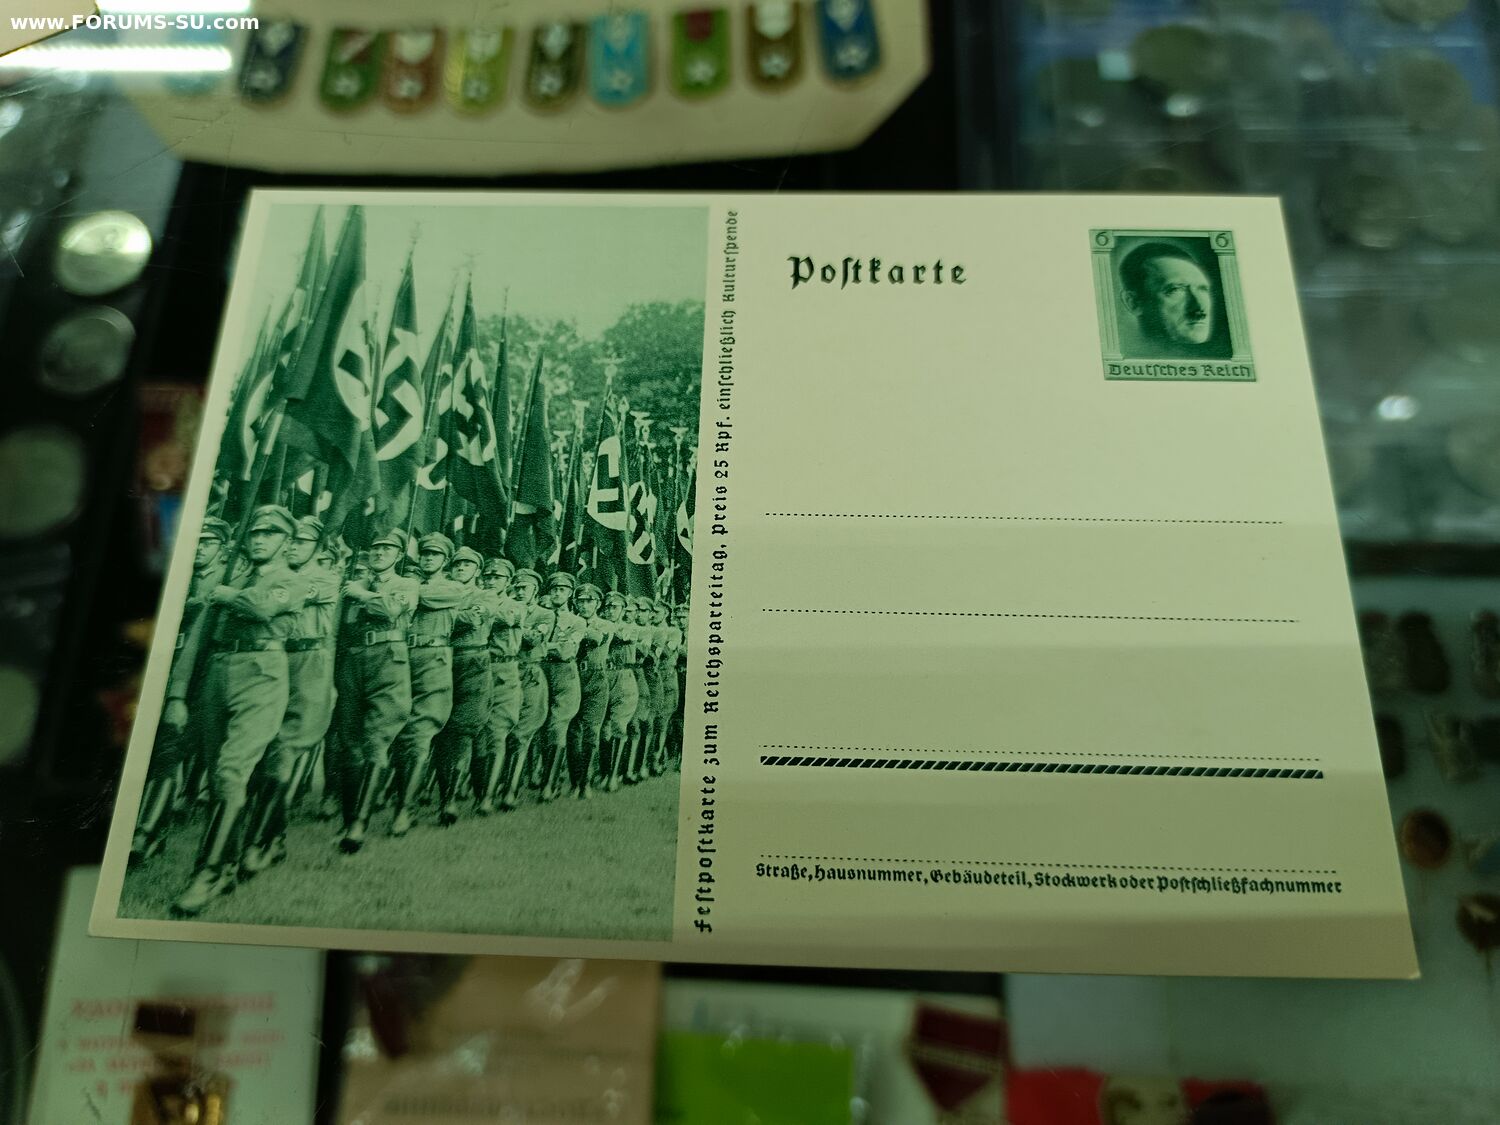 www.FORUMS-SU.com
Postkarte
6 6
Deutsches Reich
Festpostkarte zum Reichsparteitag, Preis 25 Rpf. einschließlich Kulturspende
Straße, Hausnummer, Gebäudeteil, Stockwerk oder Postschließfachnummer